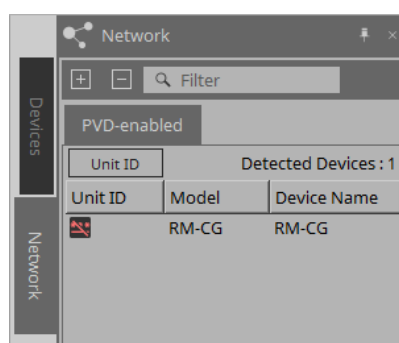 Network
Filter
Devices
PVD-enabled
Unit ID
Detected Devices : 1
Unit ID Model Device Name
RM-CG RM-CG
Network